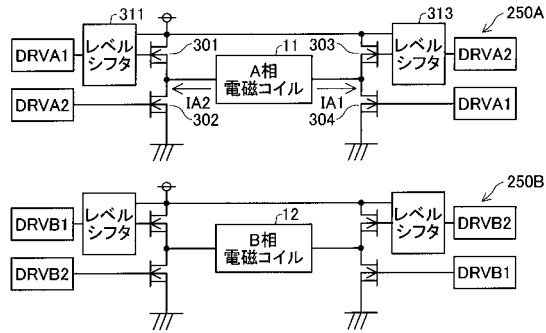 311
313
250A
DRVA1
レベル
シフタ
301
11
A相
電磁コイル
303
レベル
シフタ
DRVA2
DRVA2
IA2
302
IA1
304
DRVA1
250B
DRVB1
レベル
シフタ
12
B相
電磁コイル
レベル
シフタ
DRVB2
DRVB2
DRVB1